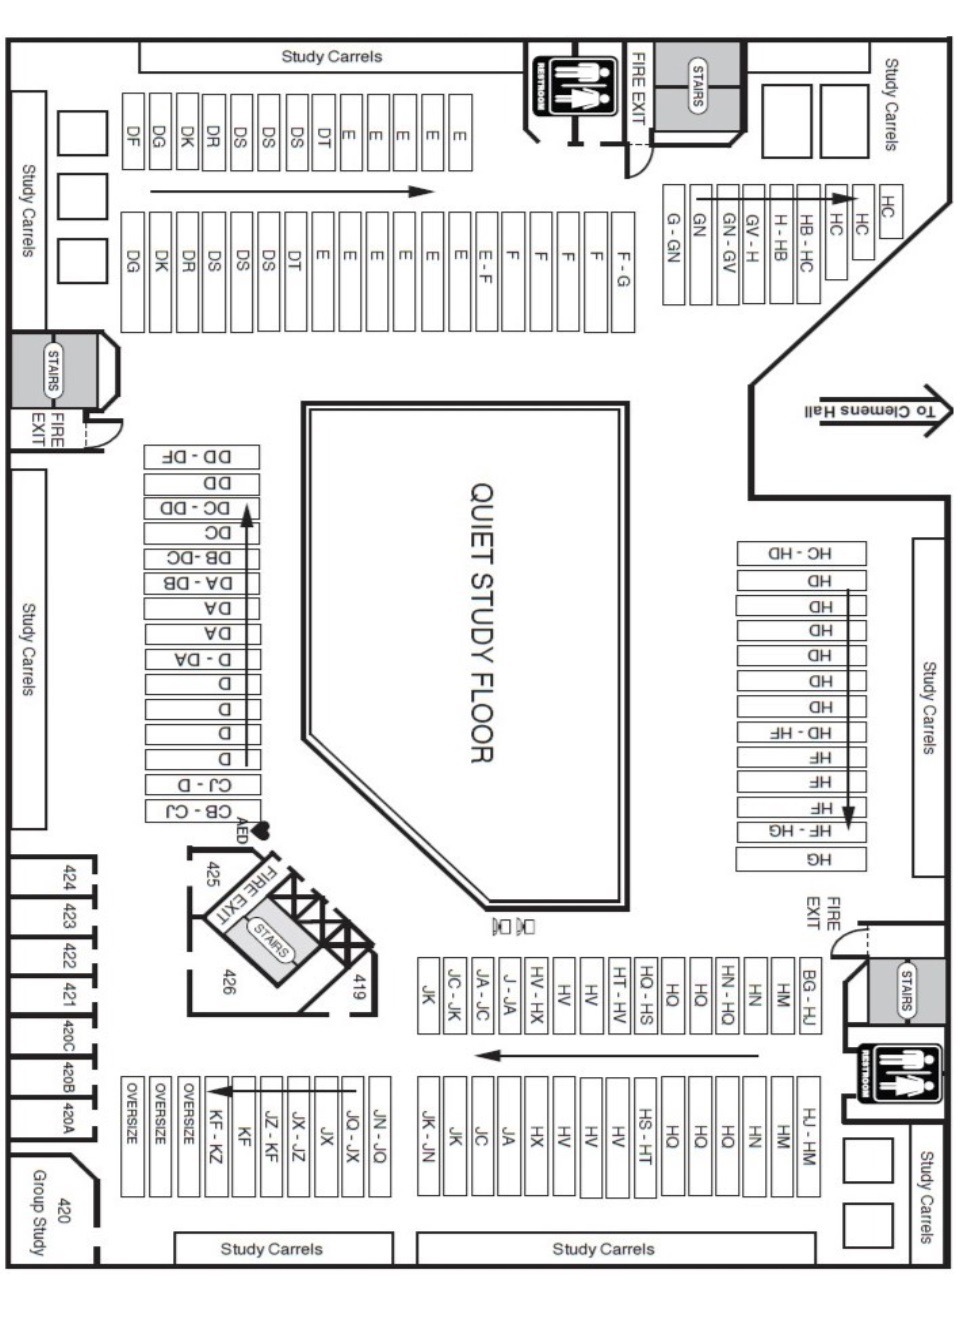 Study Carrels
RESTROOM
FIRE EXIT
STAIRS
Study Carrels
Study Carrels
DF
DG
DK
DR
DS
DS
DS
DT
E
E
E
E
E
DG
DK
DR
DS
DS
DS
DT
E
E
E
E
E
E
E - F
F
F
F
F
F - G
G - GN
GN
GN - GV
GV - H
H - HB
HB - HC
HC
HC
HC
STAIRS
FIRE
EXIT
To Clemens Hall
QUIET STUDY FLOOR
DD - DF
DD
DC - DD
DC
DB - DC
DA - DB
DA
DA
D - DA
D
D
D
D
CJ - D
CB - CJ
Study Carrels
HC - HD
HD
HD
HD
HD
HD
HD
HD - HF
HF
HF
HF
HF - HG
HG
Study Carrels
AED
425
FIRE EXIT
STAIRS
426
419
424
423
422
421
420C
420B
420A
420
Group Study
FIRE
EXIT
STAIRS
RESTROOM
JK
JC - JK
JA - JC
J - JA
HV - HX
HV
HV
HT - HV
HQ - HS
HQ
HQ
HN - HQ
HN
HM
BG - HJ
OVERSIZE
OVERSIZE
OVERSIZE
KF - KZ
KF
JZ - KF
JX - JZ
JX
JQ - JX
JN - JQ
JK - JN
JK
JC
JA
HX
HV
HV
HV
HS - HT
HQ
HQ
HQ
HN
HM
HJ - HM
Study Carrels
Study Carrels
Study Carrels